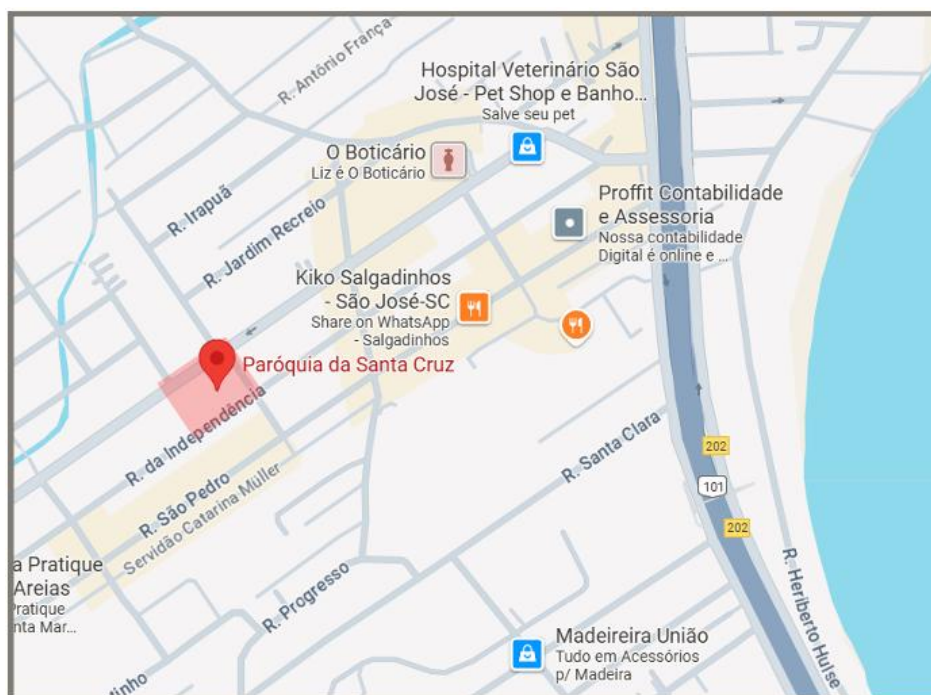 R. Antônio França
Hospital Veterinário São
José - Pet Shop e Banho...
Salve seu pet
O Boticário
Liz é O Boticário
Proffit Contabilidade
e Assessoria
Nossa contabilidade
Digital é online e ...
R. Irapuã
R. Jardim Recreio
Kiko Salgadinhos
- São José-SC
Share on WhatsApp
- Salgadinhos
Paróquia da Santa Cruz
R. da Independência
R. Santa Clara
202
101
202
R. São Pedro
Servidão Catarina Müller
a Pratique
Areias
Pratique
nta Mar...
R. Progresso
R. Heriberto Hulse
Madeireira União
Tudo em Acessórios
p/ Madeira
tinho